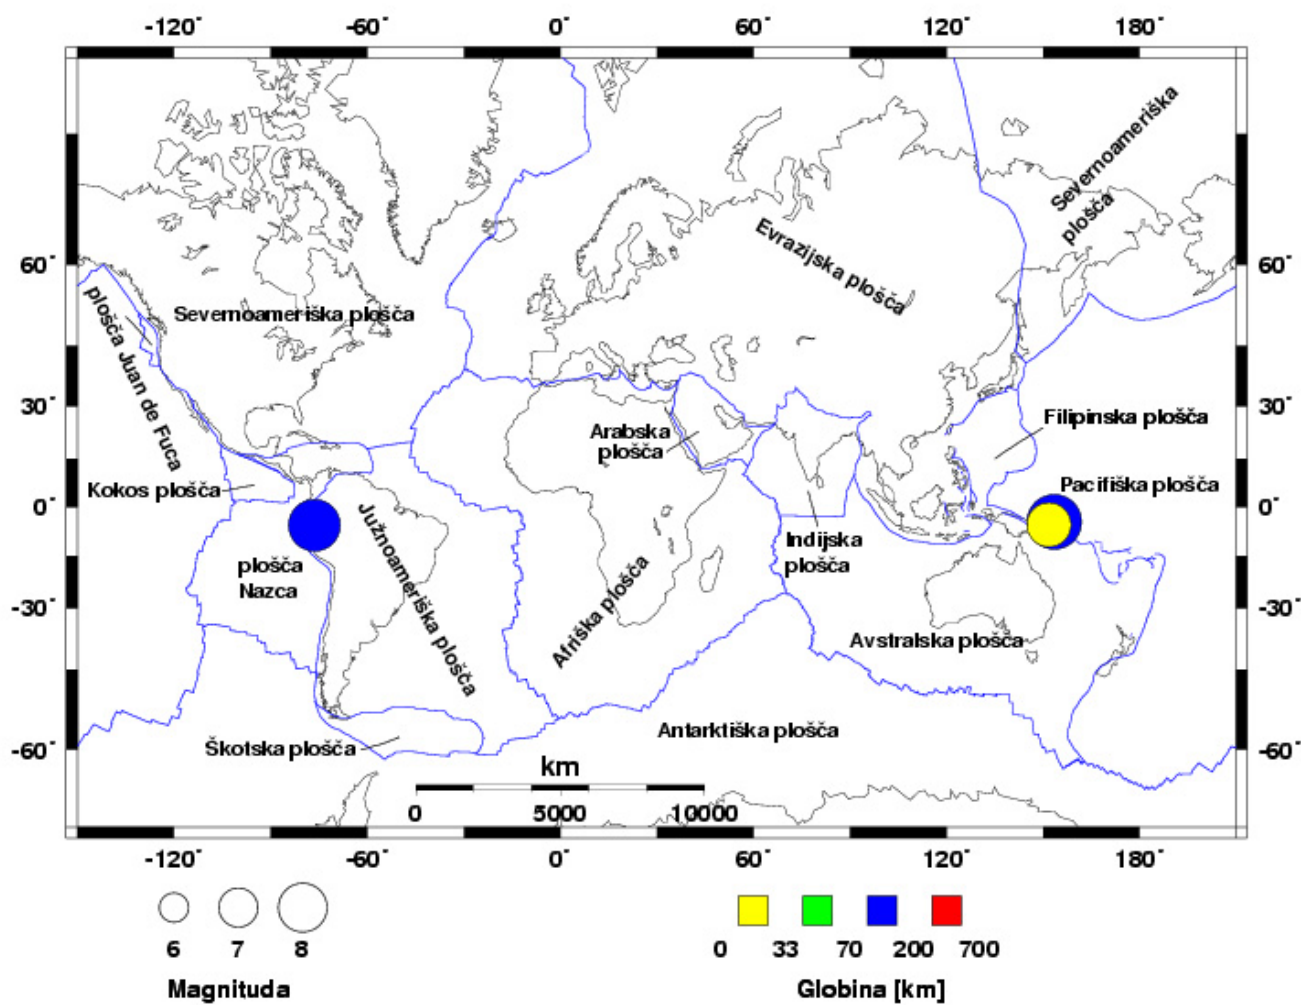 -120° -60° 0° 60° 120° 180°
Severnoameriška
plošča
Evrazijska plošča
60° 60°
plošča Juan de Fuca
Severnoameriška plošča
30° 30°
Filipinska plošča
Arabska
plošča
Kokos plošča
Pacifiška plošča
0° 0°
Južnoameriška plošča
Indijska
plošča
plošča
Nazca
Afriška plošča
-30° -30°
Avstralska plošča
Antarktiška plošča
Škotska plošča
-60° -60°
km
0 5000 10000
-120° -60° 0° 60° 120° 180°
6 7 8
0 33 70 200 700
Magnituda
Globina [km]